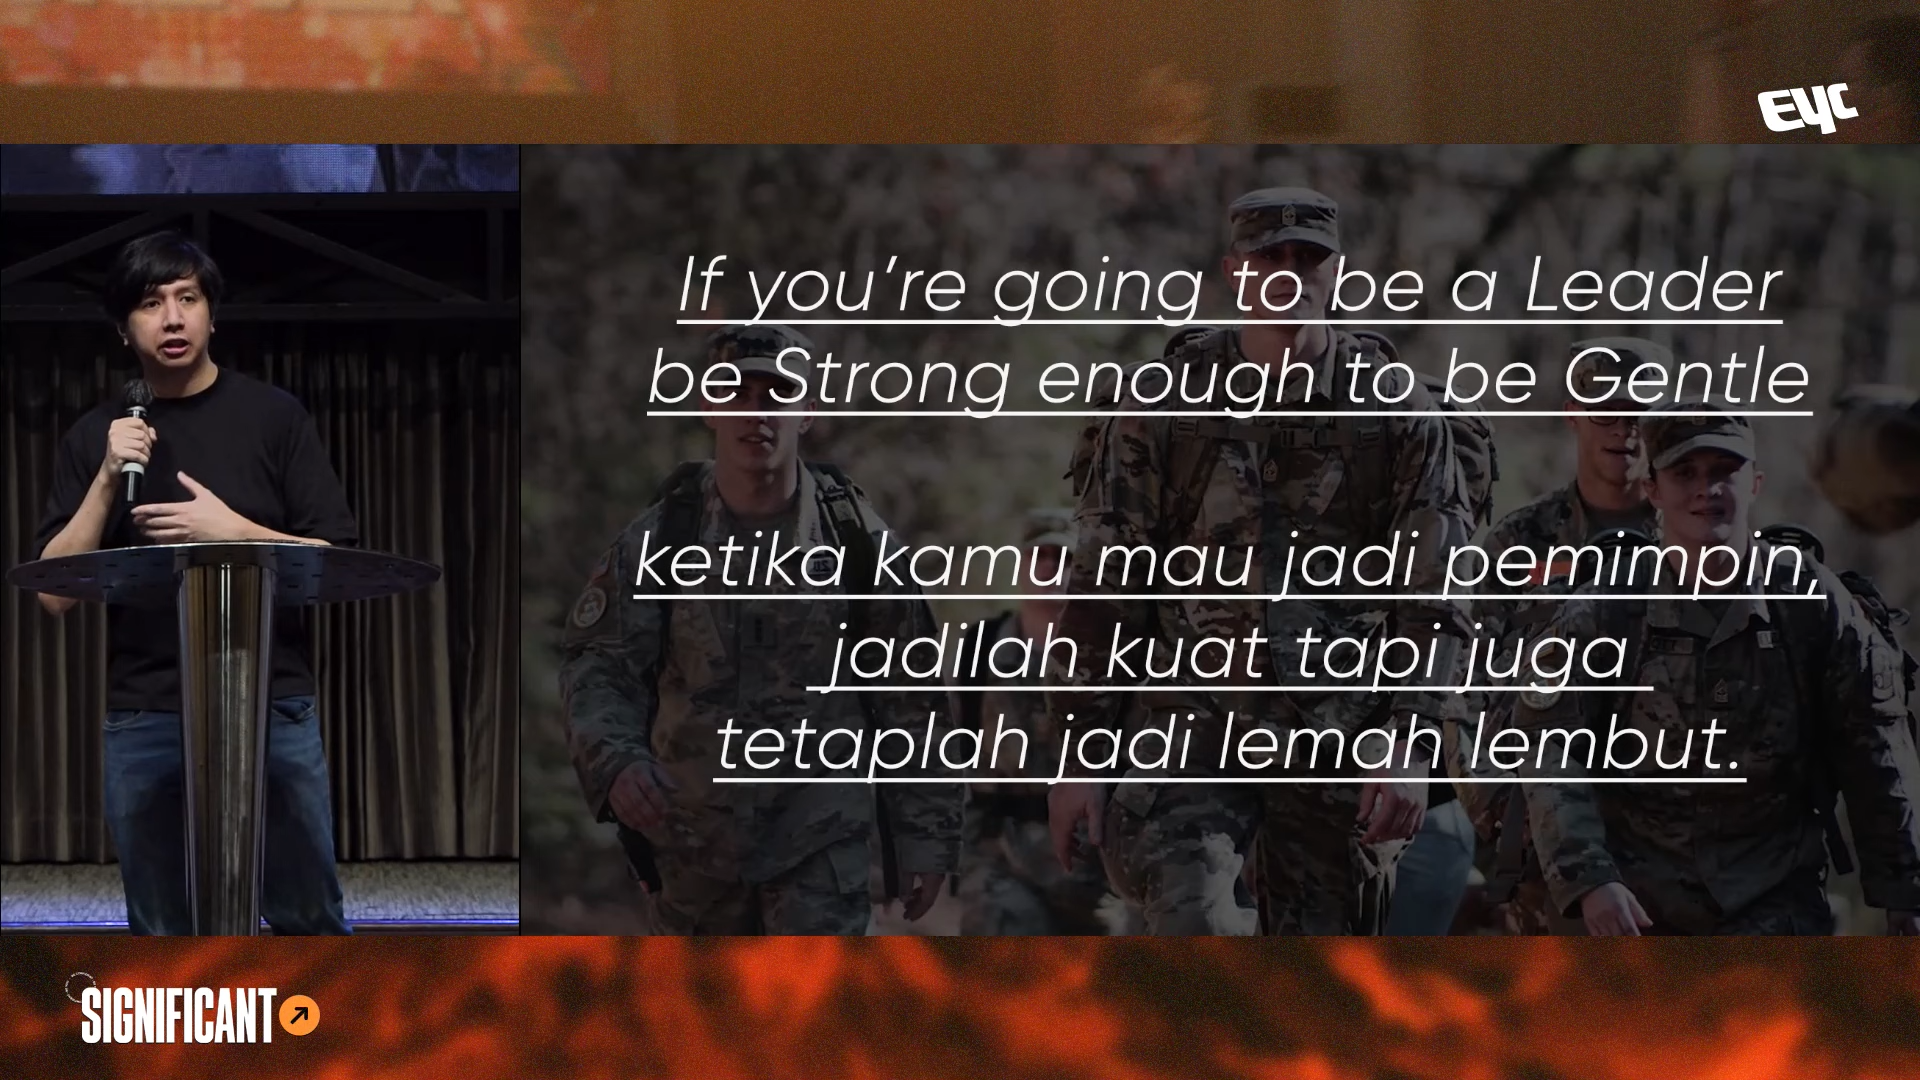 EYC
If you’re going to be a Leader
be Strong enough to be Gentle
ketika kamu mau jadi pemimpin,
jadilah kuat tapi juga
tetaplah jadi lemah lembut.
SIGNIFICANT